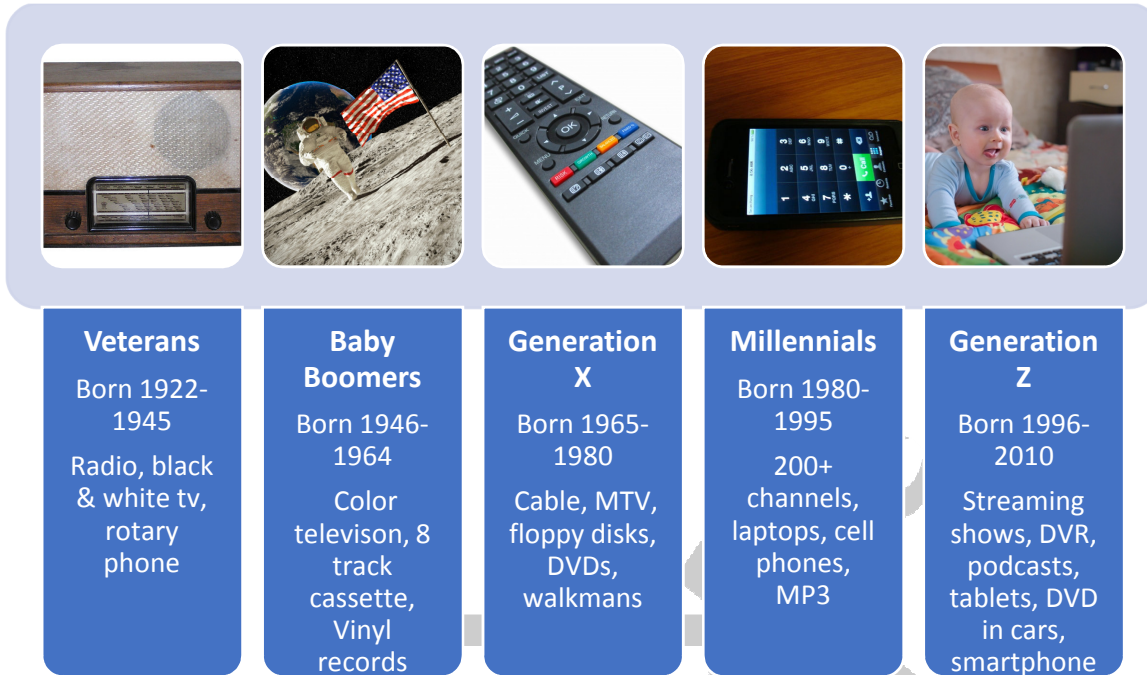 Veterans
Born 1922-
1945
Radio, black
& white tv,
rotary
phone
Baby
Boomers
Born 1946-
1964
Color
televison, 8
track
cassette,
Vinyl
records
Generation
X
Born 1965-
1980
Cable, MTV,
floppy disks,
DVDs,
walkmans
Millennials
Born 1980-
1995
200+
channels,
laptops, cell
phones,
MP3
Generation
Z
Born 1996-
2010
Streaming
shows, DVR,
podcasts,
tablets, DVD
in cars,
smartphone